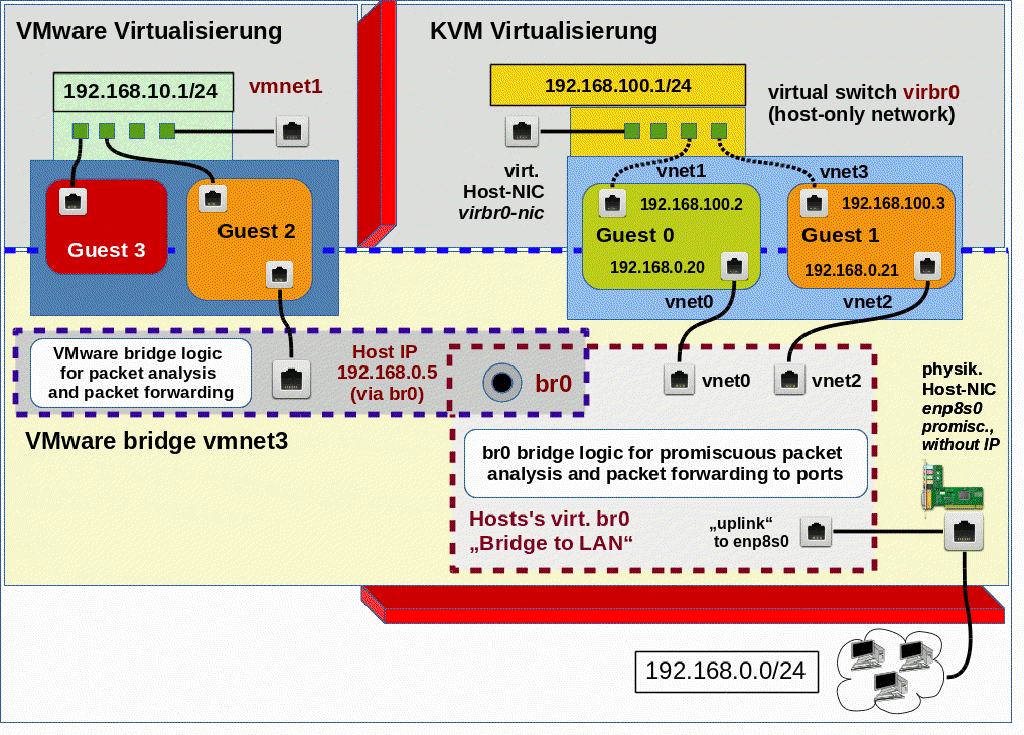 VMware Virtualisierung
KVM Virtualisierung
192.168.10.1/24
vmnet1
192.168.100.1/24
virtual switch virbr0
(host-only network)
virt.
Host-NIC
virbr0-nic
vnet1
vnet3
Guest 3
Guest 2
192.168.100.2
Guest 0
192.168.0.20
192.168.100.3
Guest 1
192.168.0.21
vnet0
vnet2
VMware bridge logic
for packet analysis
and packet forwarding
Host IP
192.168.0.5
(via br0)
br0
vnet0
vnet2
physik.
Host-NIC
enp8s0
promisc.,
without IP
VMware bridge vmnet3
br0 bridge logic for promiscuous packet
analysis and packet forwarding to ports
Hosts's virt. br0
„Bridge to LAN“
„uplink“
to enp8s0
192.168.0.0/24